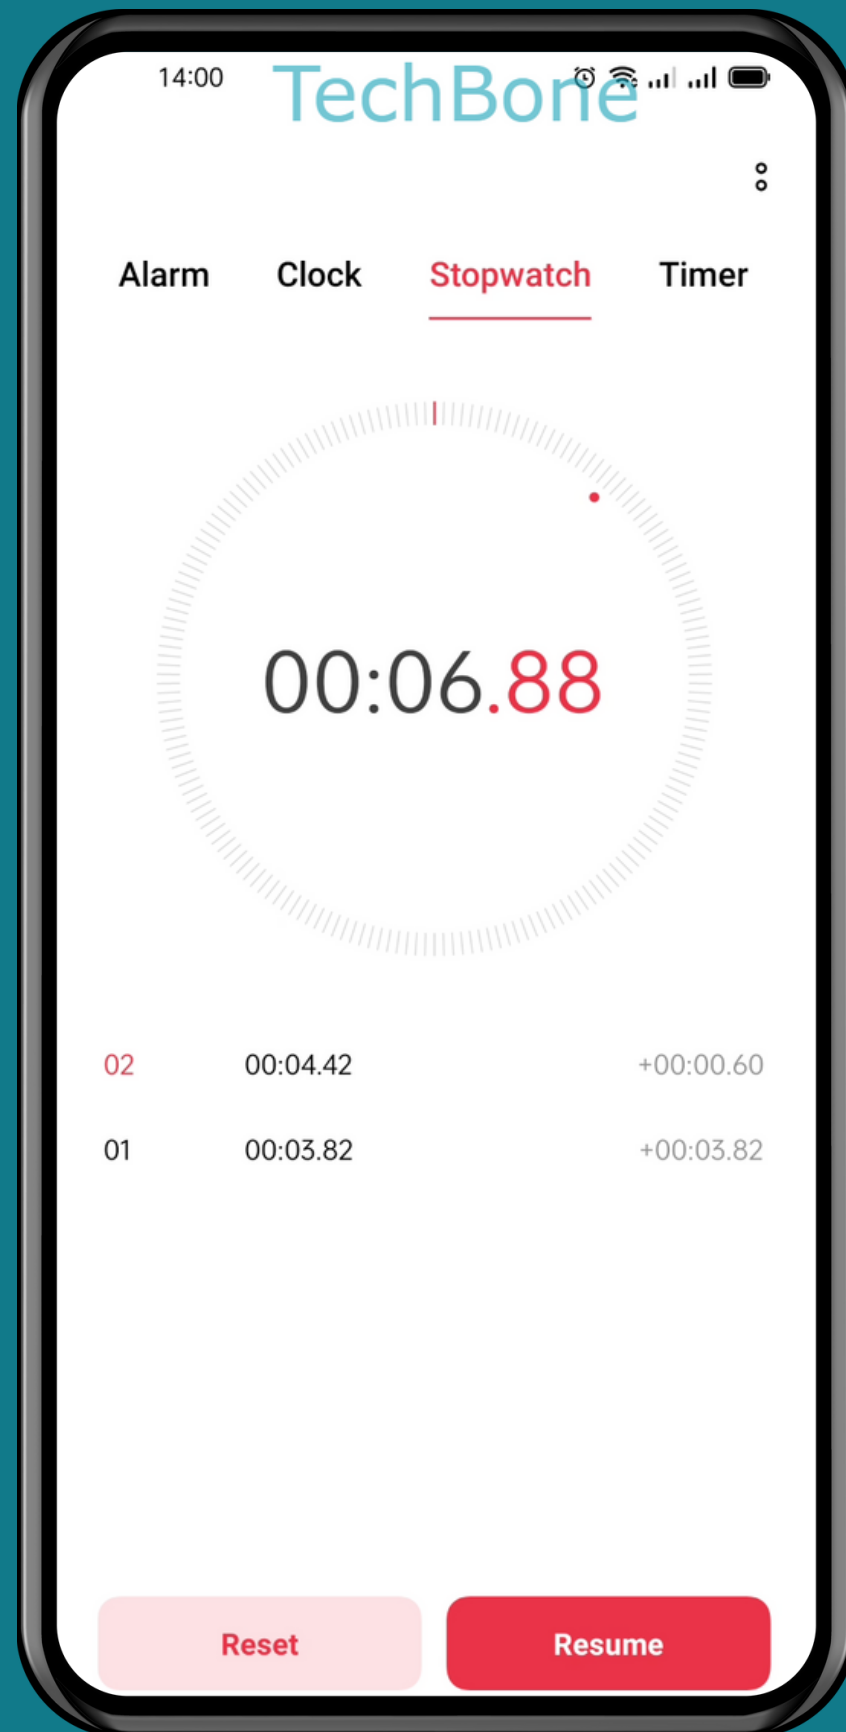 14:00
TechBone
Alarm Clock Stopwatch Timer
00:06.88
02 00:04.42 +00:00.60
01 00:03.82 +00:03.82
Reset Resume